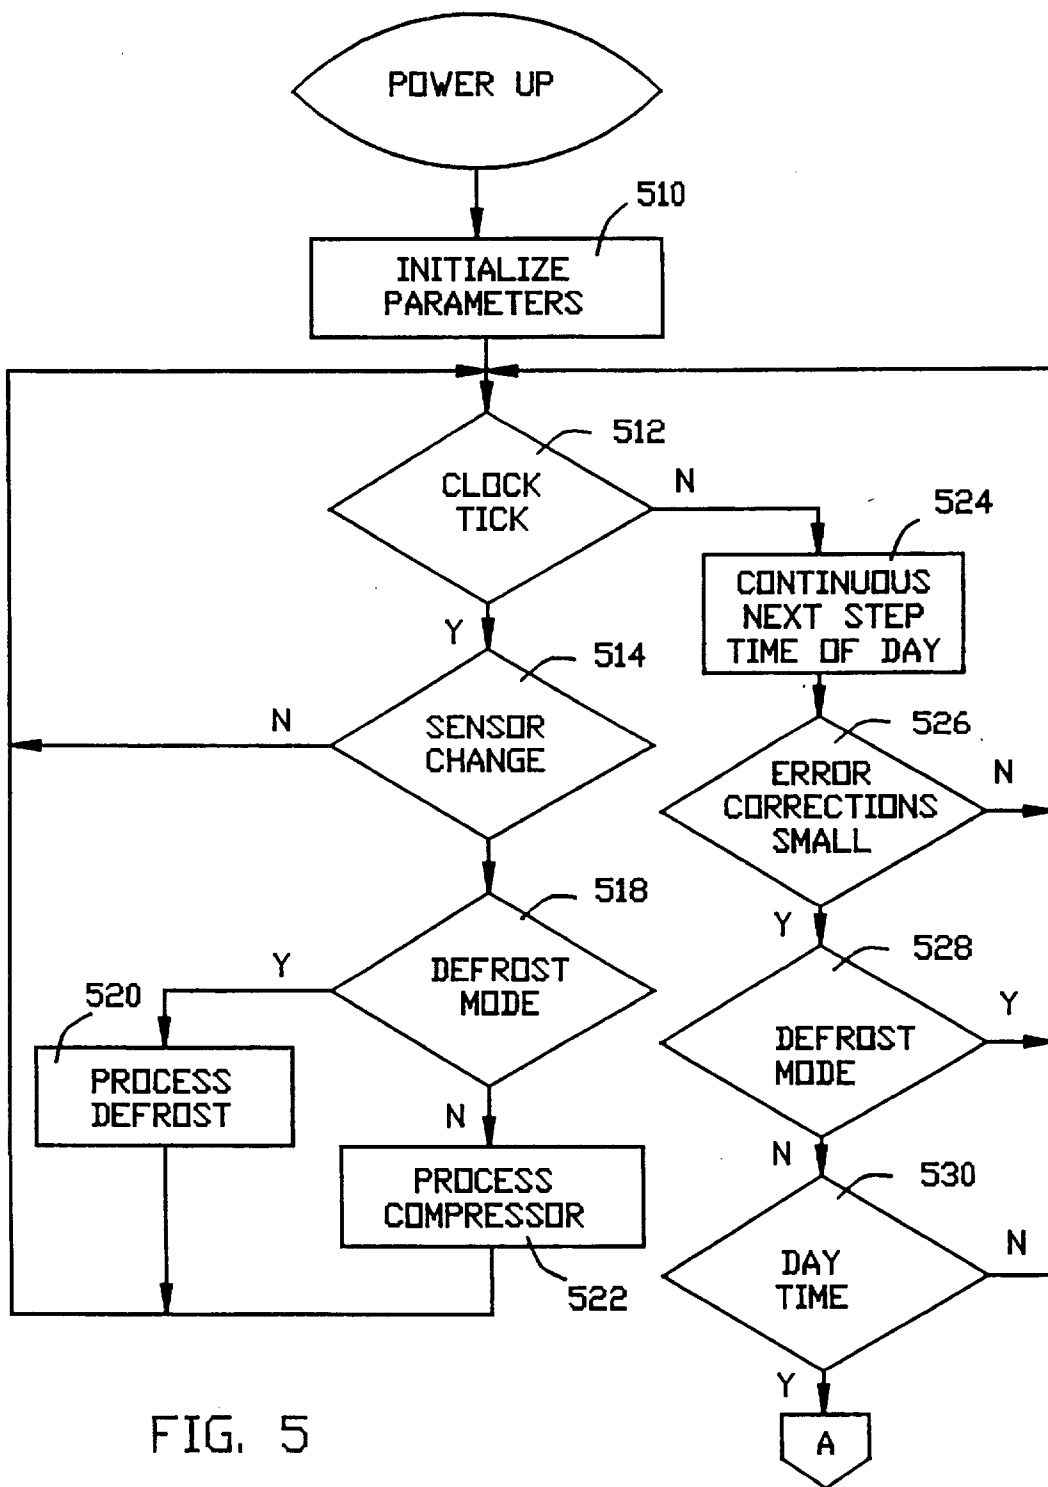 POWER UP
510
INITIALIZE
PARAMETERS
512
CLOCK
TICK
N
524
CONTINUOUS
NEXT STEP
TIME OF DAY
Y
514
SENSOR
CHANGE
N
526
ERROR
CORRECTIONS
SMALL
N
518
DEFROST
MODE
Y
Y
528
DEFROST
MODE
Y
520
PROCESS
DEFROST
N
PROCESS
COMPRESSOR
522
N
530
DAY
TIME
N
Y
A
FIG. 5